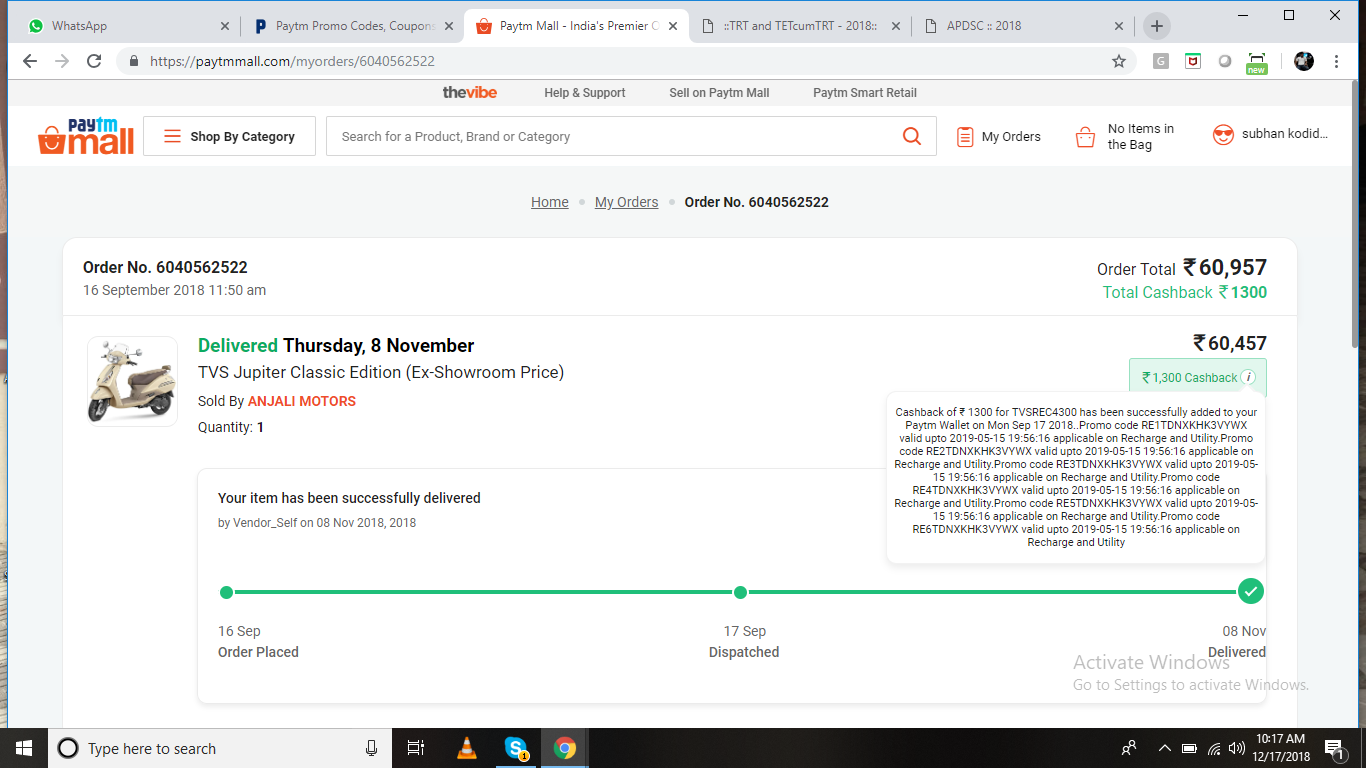 WhatsApp
Paytm Promo Codes, Coupons
Paytm Mall - India's Premier O
::TRT and TETcumTRT - 2018::
APDSC :: 2018
https://paytmmall.com/myorders/6040562522
G
new
thevibe
Help & Support
Sell on Paytm Mall
Paytm Smart Retail
paytm
mall
Shop By Category
Search for a Product, Brand or Category
My Orders
No Items in
the Bag
subhan kodid...
Home
My Orders
Order No. 6040562522
Order No. 6040562522
16 September 2018 11:50 am
Order Total ₹60,957
Total Cashback ₹1300
Delivered Thursday, 8 November
₹60,457
TVS Jupiter Classic Edition (Ex-Showroom Price)
₹1,300 Cashback i
Sold By ANJALI MOTORS
Quantity: 1
Cashback of ₹ 1300 for TVSREC4300 has been successfully added to your
Paytm Wallet on Mon Sep 17 2018..Promo code RE1TDNXKHK3VYWX
valid upto 2019-05-15 19:56:16 applicable on Recharge and Utility.Promo
code RE2TDNXKHK3VYWX valid upto 2019-05-15 19:56:16 applicable on
Recharge and Utility.Promo code RE3TDNXKHK3VYWX valid upto 2019-05-
15 19:56:16 applicable on Recharge and Utility.Promo code
RE4TDNXKHK3VYWX valid upto 2019-05-15 19:56:16 applicable on
Recharge and Utility.Promo code RE5TDNXKHK3VYWX valid upto 2019-05-
15 19:56:16 applicable on Recharge and Utility.Promo code
RE6TDNXKHK3VYWX valid upto 2019-05-15 19:56:16 applicable on
Recharge and Utility
Your item has been successfully delivered
by Vendor_Self on 08 Nov 2018, 2018
16 Sep
Order Placed
17 Sep
Dispatched
08 Nov
Delivered
Activate Windows
Go to Settings to activate Windows.
Type here to search
1
10:17 AM
12/17/2018
1